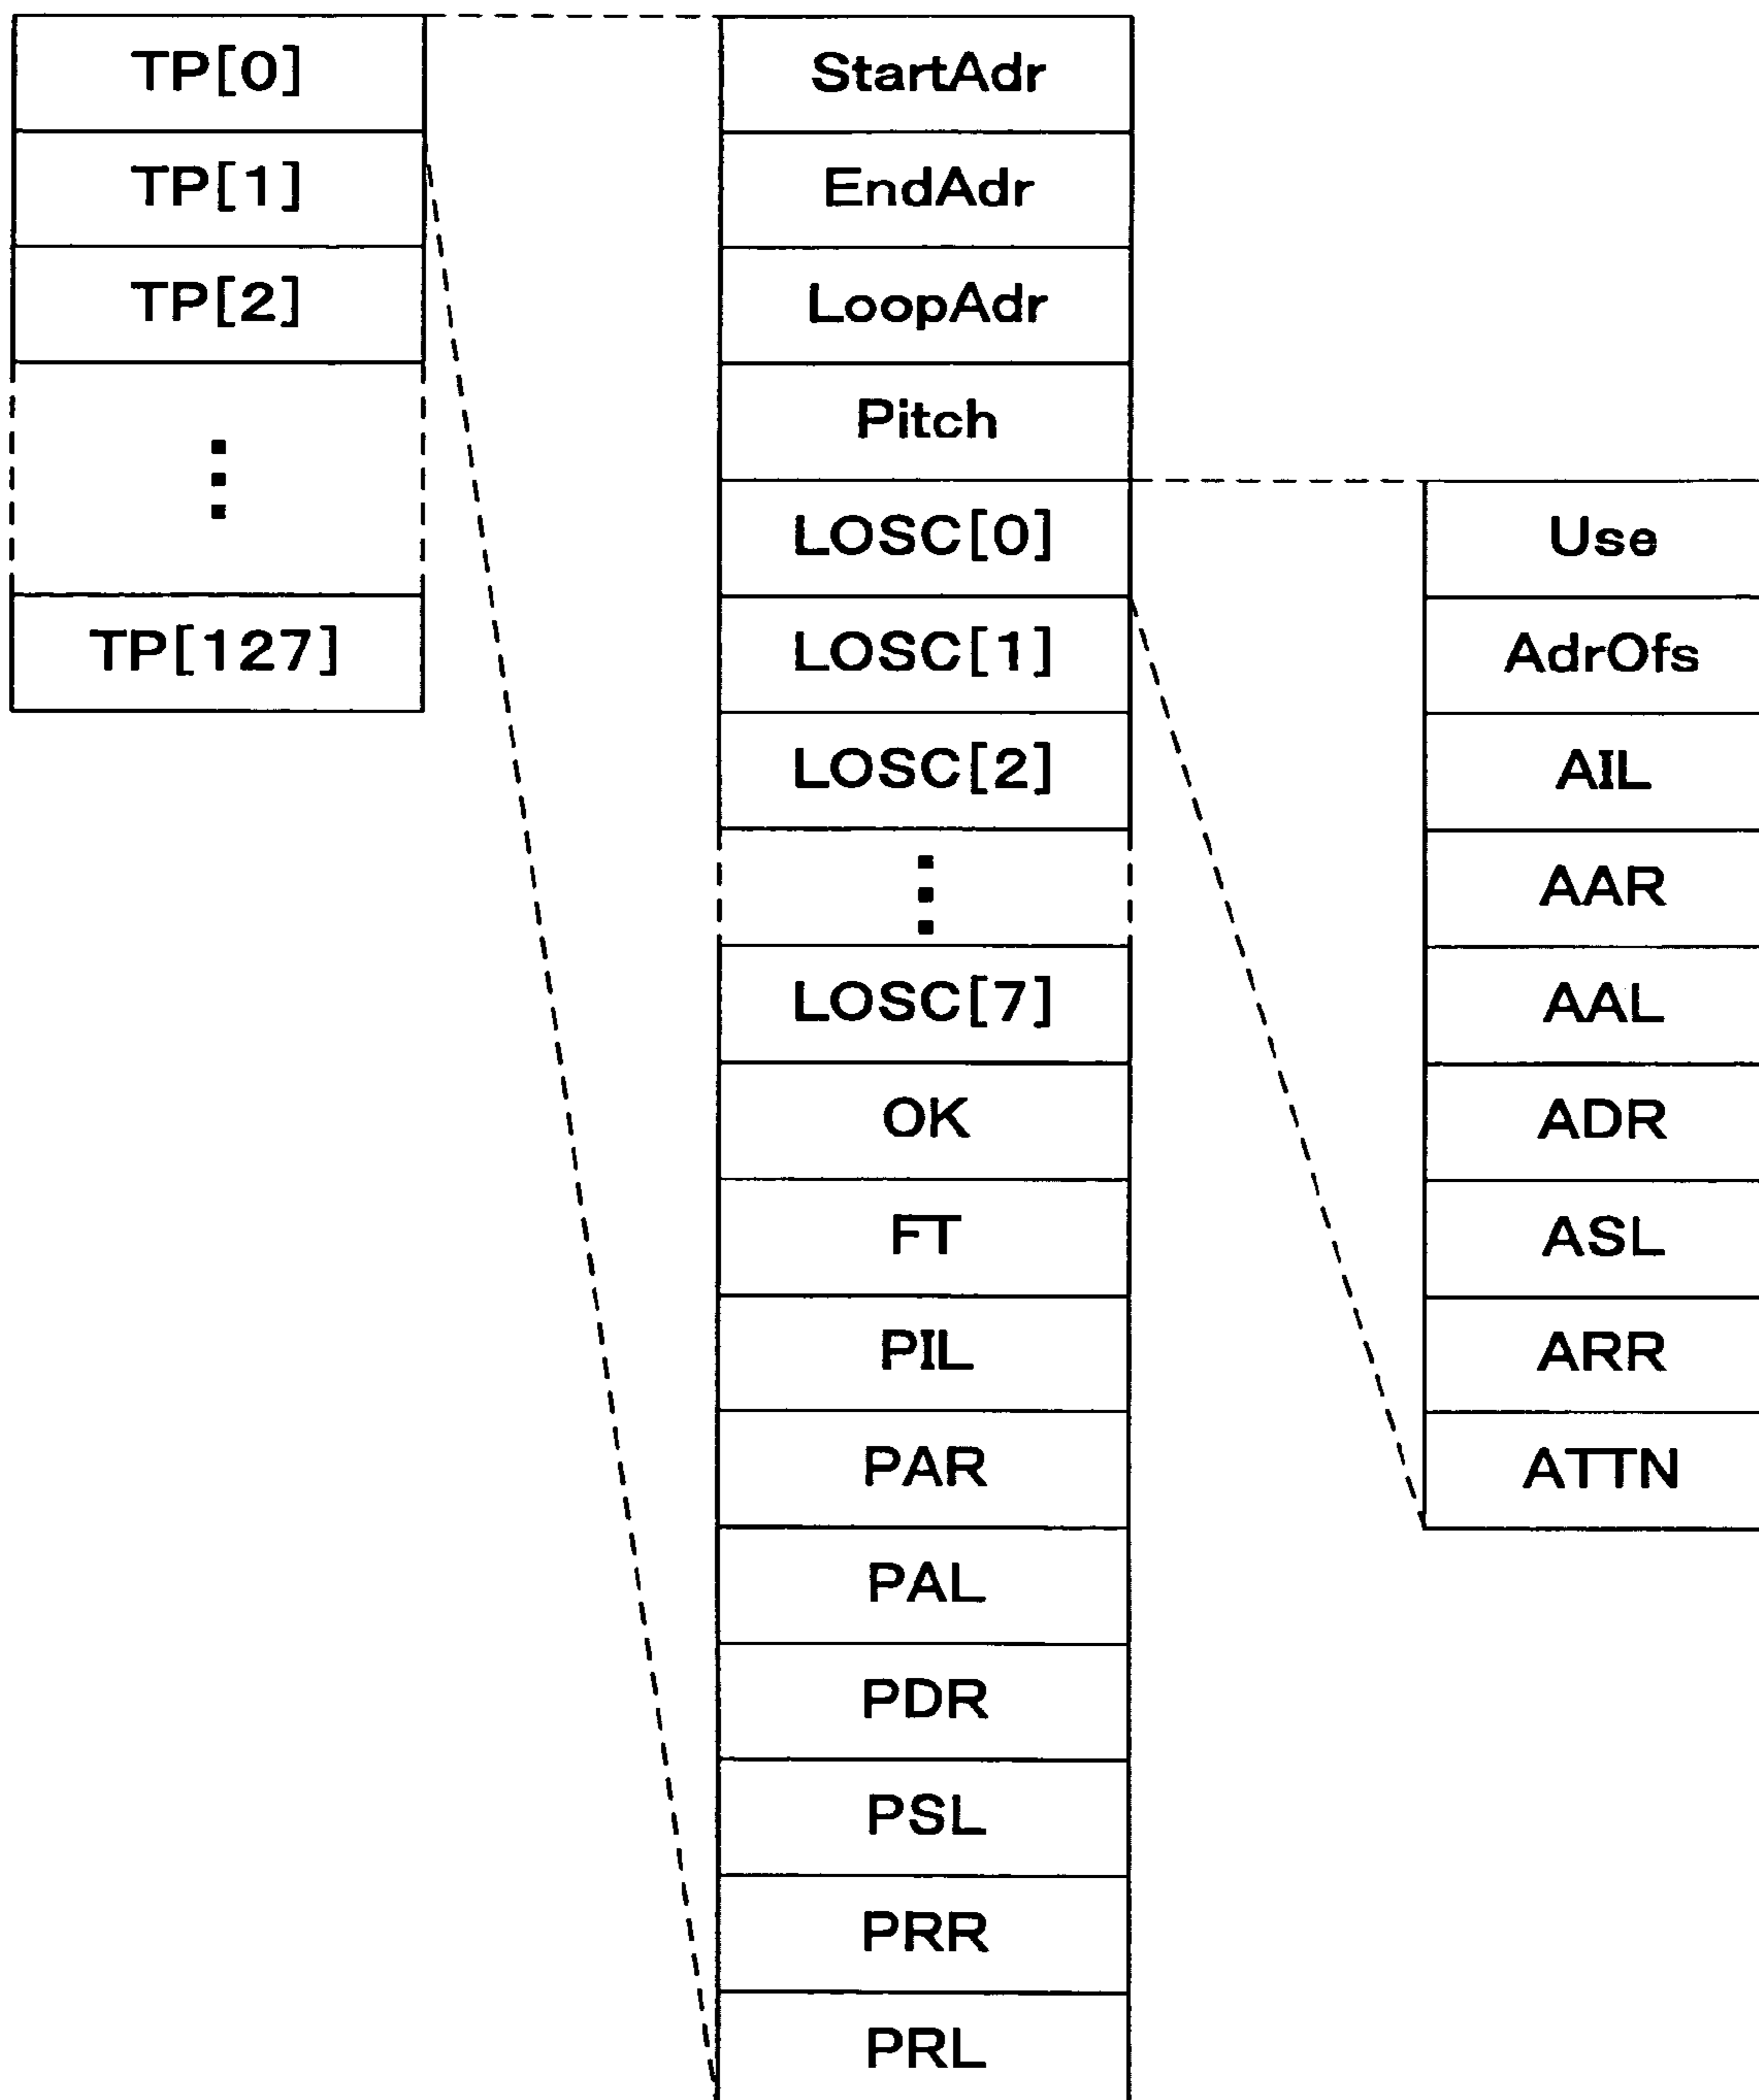 TP[0]
TP[1]
TP[2]
⋮
TP[127]
StartAdr
EndAdr
LoopAdr
Pitch
LOSC[0]
LOSC[1]
LOSC[2]
⋮
LOSC[7]
OK
FT
PIL
PAR
PAL
PDR
PSL
PRR
PRL
Use
AdrOfs
AIL
AAR
AAL
ADR
ASL
ARR
ATTN